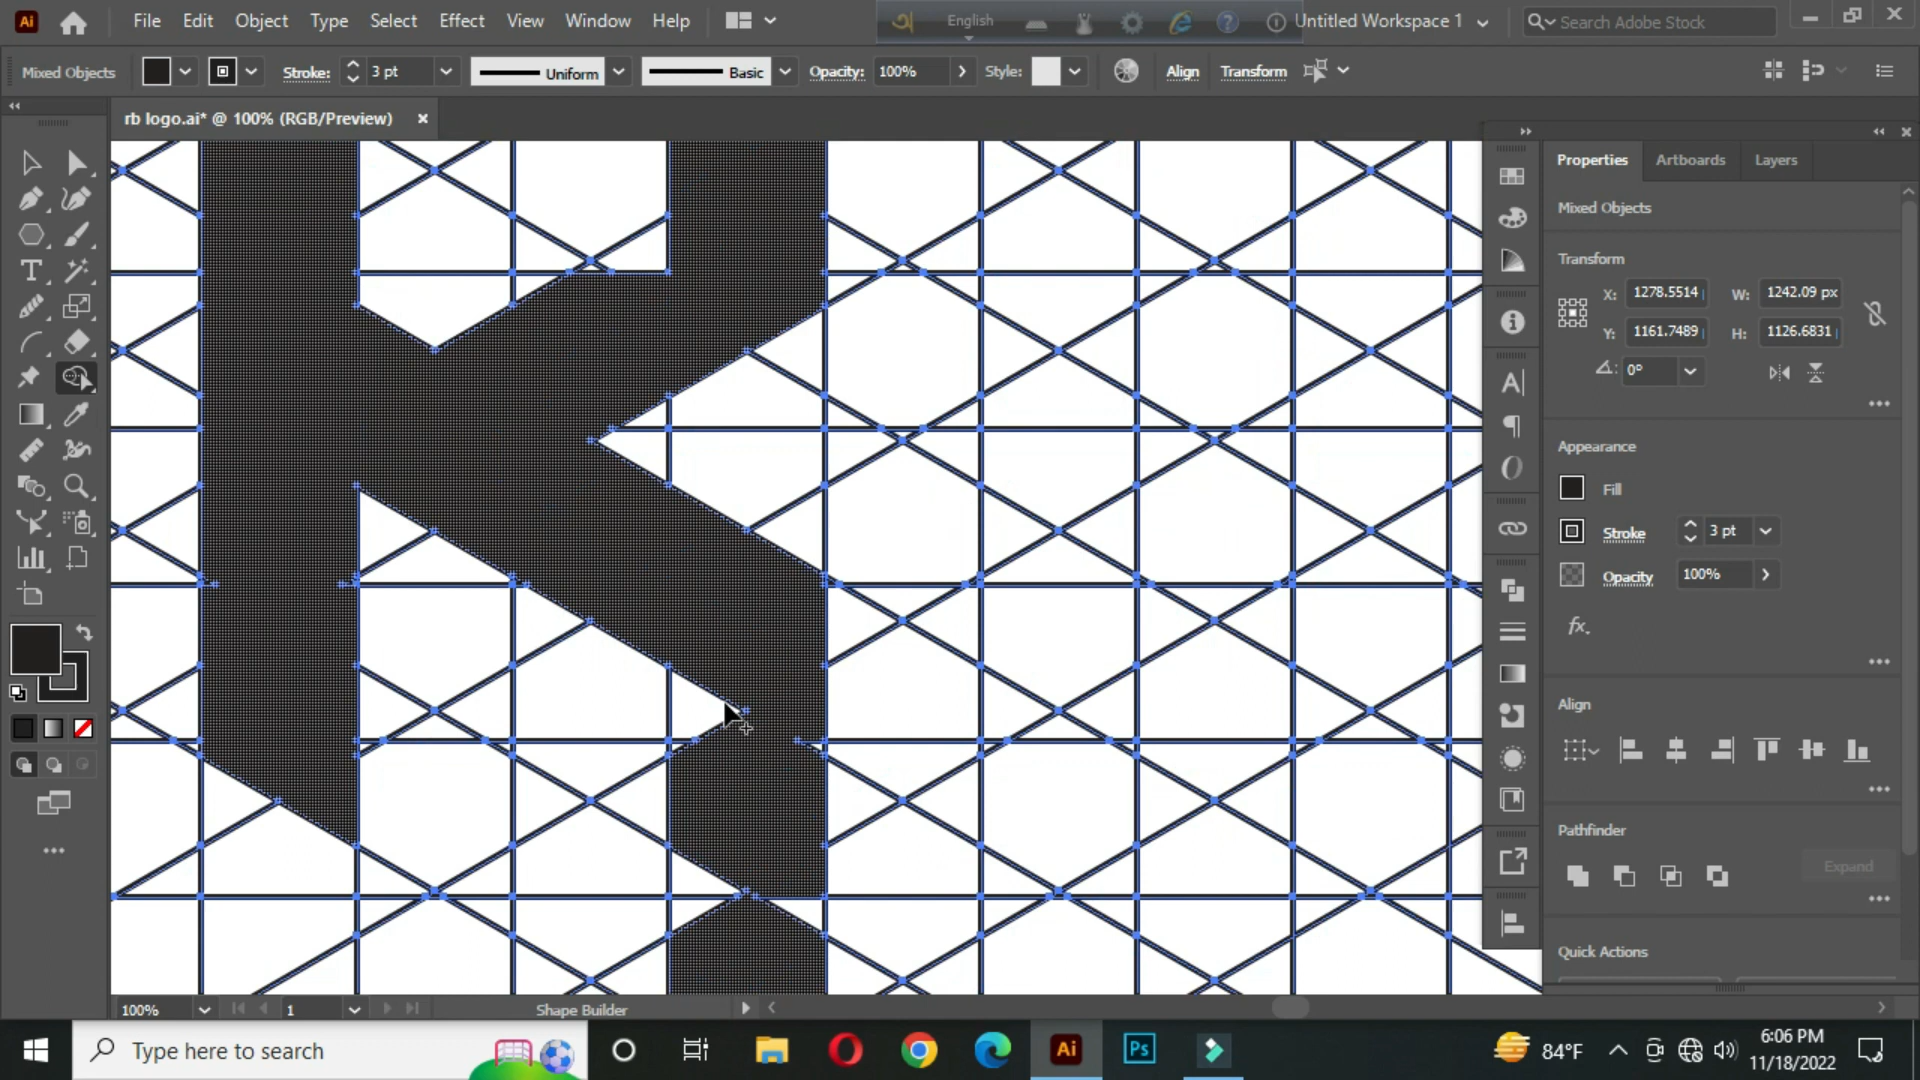 Ai File Edit Object Type Select Effect View Window Help English Untitled Workspace 1 Search Adobe Stock
Mixed Objects Stroke: 3 pt Uniform Basic Opacity: 100% Style: Align Transform
rb logo.ai* @ 100% (RGB/Preview)
Properties Artboards Layers
Mixed Objects
Transform
X: 1278.5514 W: 1242.09 px
Y: 1161.7489 H: 1126.6831
0°
Appearance
Fill
Stroke 3 pt
Opacity 100%
fx.
Align
Pathfinder
Expand
Quick Actions
100% 1 Shape Builder
Type here to search Ai Ps 84°F 6:06 PM
11/18/2022